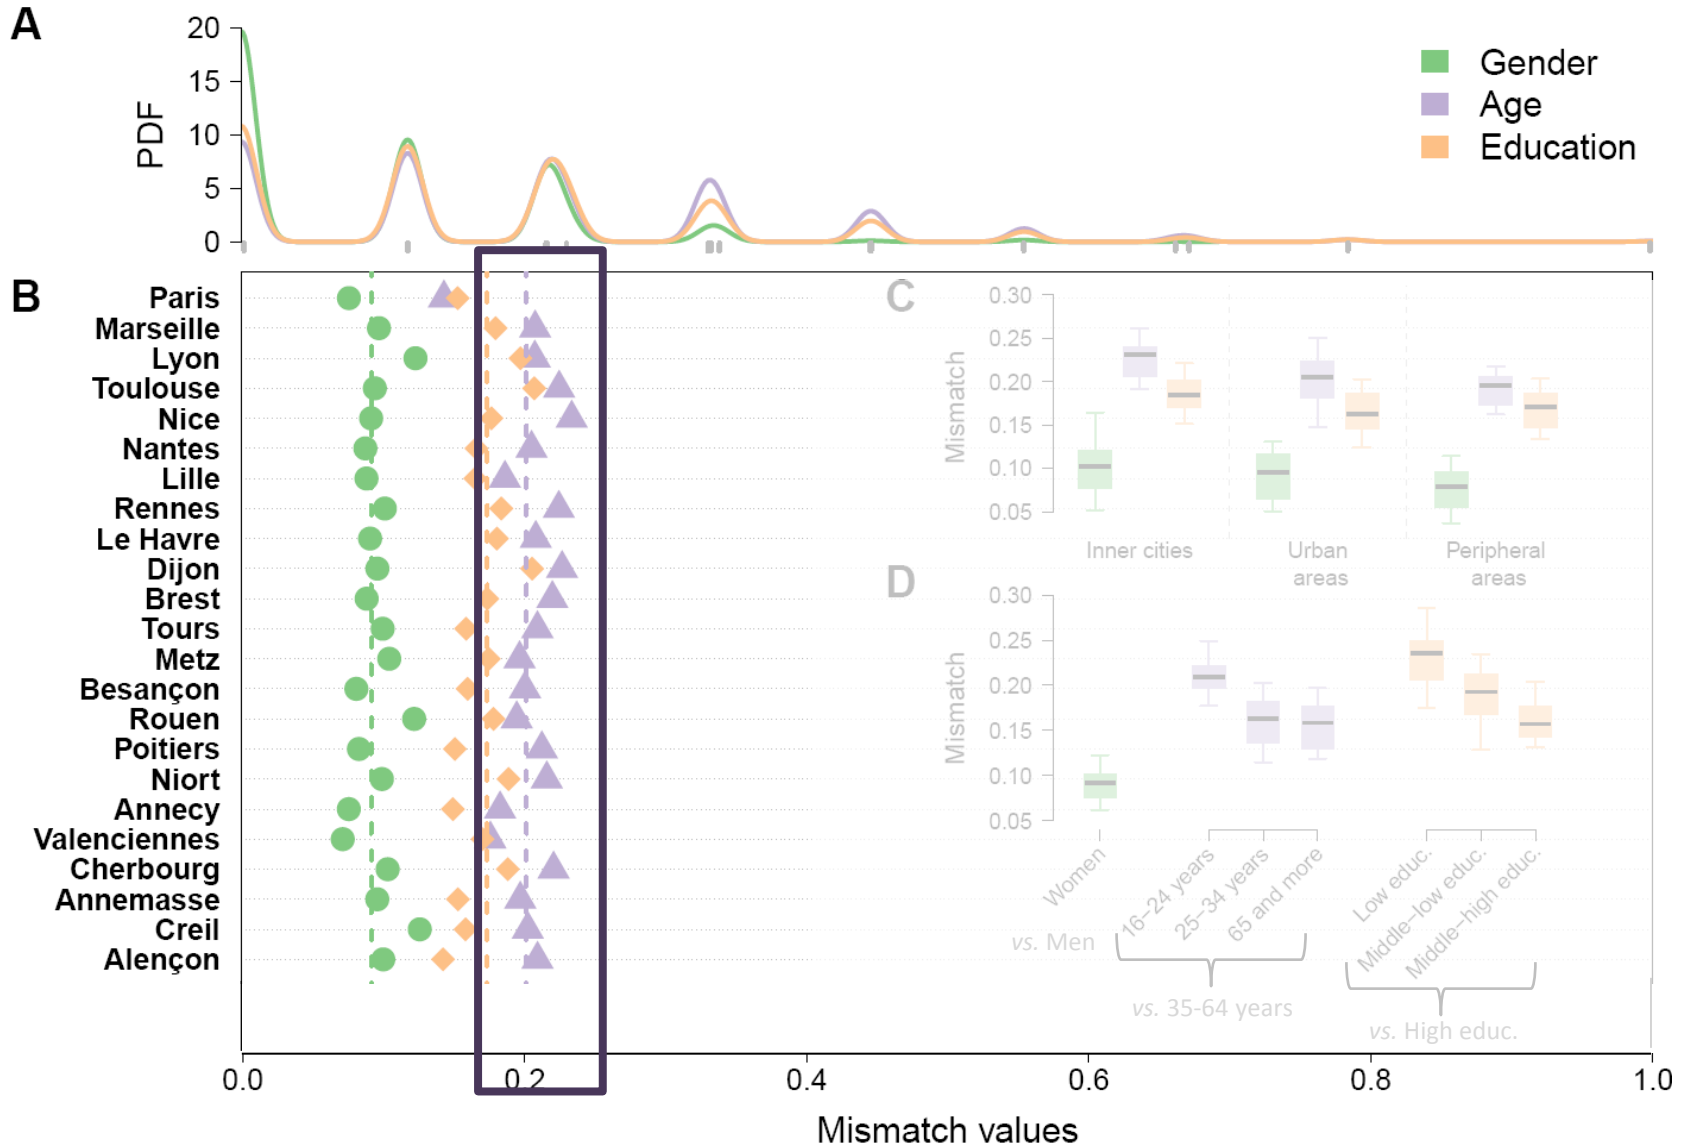 A
PDF
20
15
10
5
0
Gender
Age
Education
B
Paris
Marseille
Lyon
Toulouse
Nice
Nantes
Lille
Rennes
Le Havre
Dijon
Brest
Tours
Metz
Besançon
Rouen
Poitiers
Niort
Annecy
Valenciennes
Cherbourg
Annemasse
Creil
Alençon
C
Mismatch
0.30
0.25
0.20
0.15
0.10
0.05
Inner cities
Urban
areas
Peripheral
areas
D
Mismatch
0.30
0.25
0.20
0.15
0.10
0.05
Women
16−24 years
25−34 years
65 and more
Low educ.
Middle−low educ.
Middle−high educ.
vs. Men
vs. 35-64 years
vs. High educ.
0.0 0.2 0.4 0.6 0.8 1.0
Mismatch values